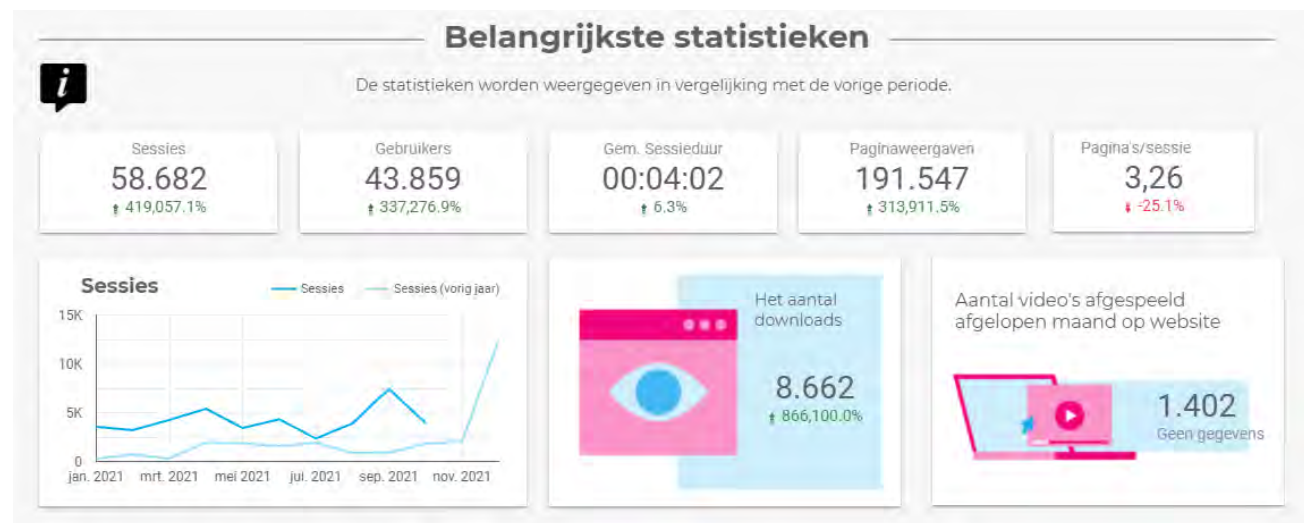 Belangrijkste statistieken
i
De statistieken worden weergegeven in vergelijking met de vorige periode.
Sessies
58.682
419,057.1%
Gebruikers
43.859
337,276.9%
Gem. Sessieduur
00:04:02
6.3%
Paginaweergaven
191.547
313,911.5%
Pagina's/sessie
3,26
-25.1%
Sessies
Sessies
Sessies (vorig jaar)
15K
10K
5K
0
jan. 2021 mrt. 2021 mei 2021 jul. 2021 sep. 2021 nov. 2021
Het aantal
downloads
8.662
866,100.0%
Aantal video's afgespeeld
afgelopen maand op website
1.402
Geen gegevens